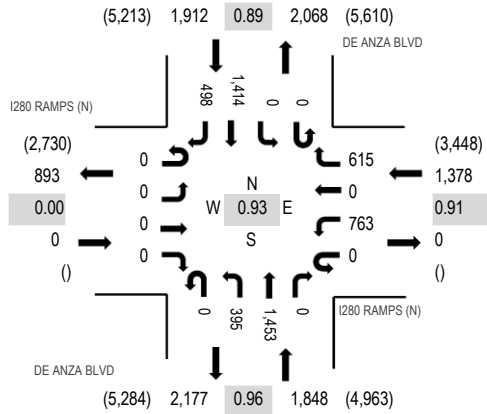 (5,213) 1,912 0.89 2,068 (5,610)
DE ANZA BLVD
498 1,414 0 0
I280 RAMPS (N)
(2,730) (3,448)
893 0 615 1,378
0.00 0 N 0 0.91
W 0.93 E
0 0 S 763 0
() 0 0 ()
0 395 1,453 0
I280 RAMPS (N)
DE ANZA BLVD
(5,284) 2,177 0.96 1,848 (4,963)